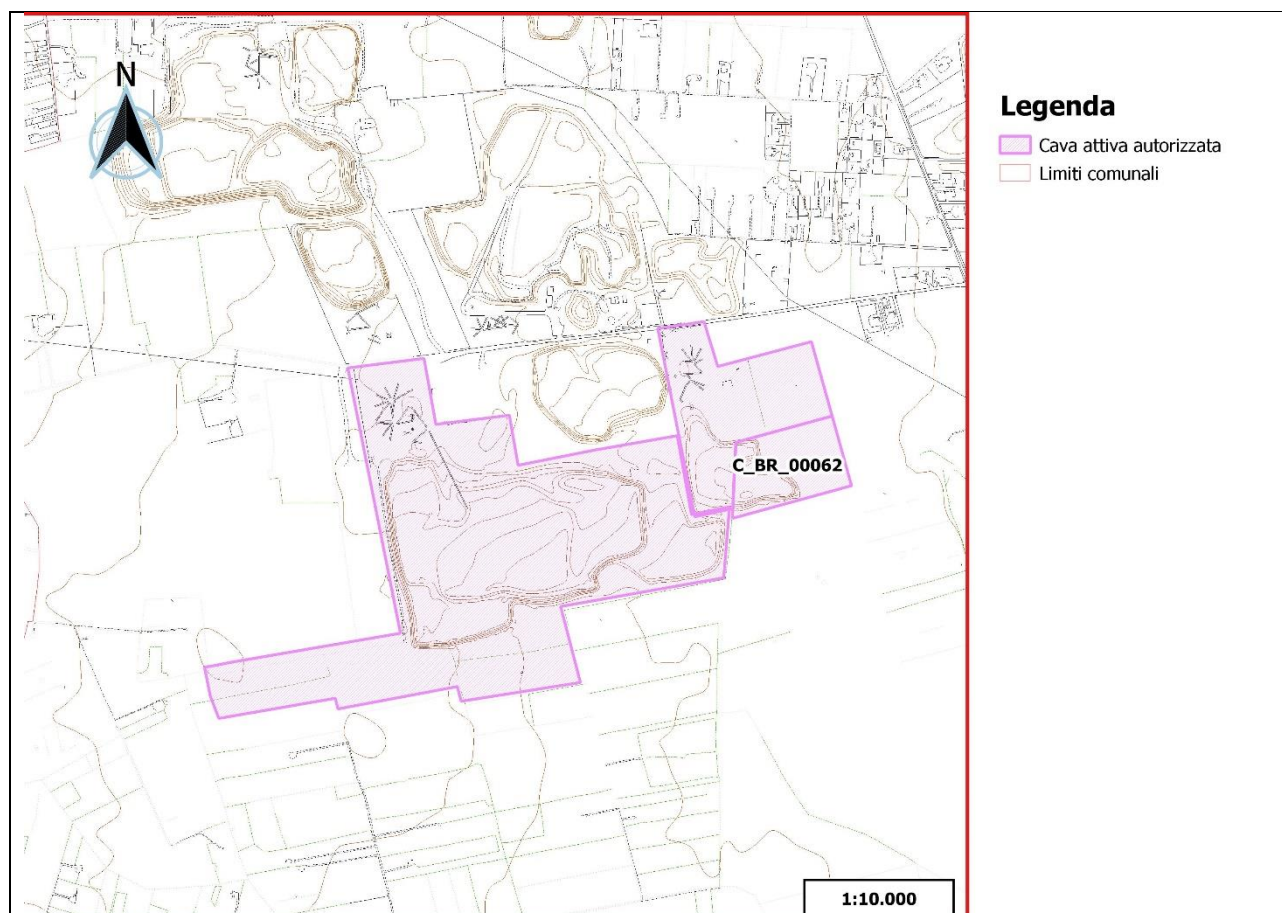 N
Legenda
Cava attiva autorizzata
Limiti comunali
C_BR_00062
1:10.000